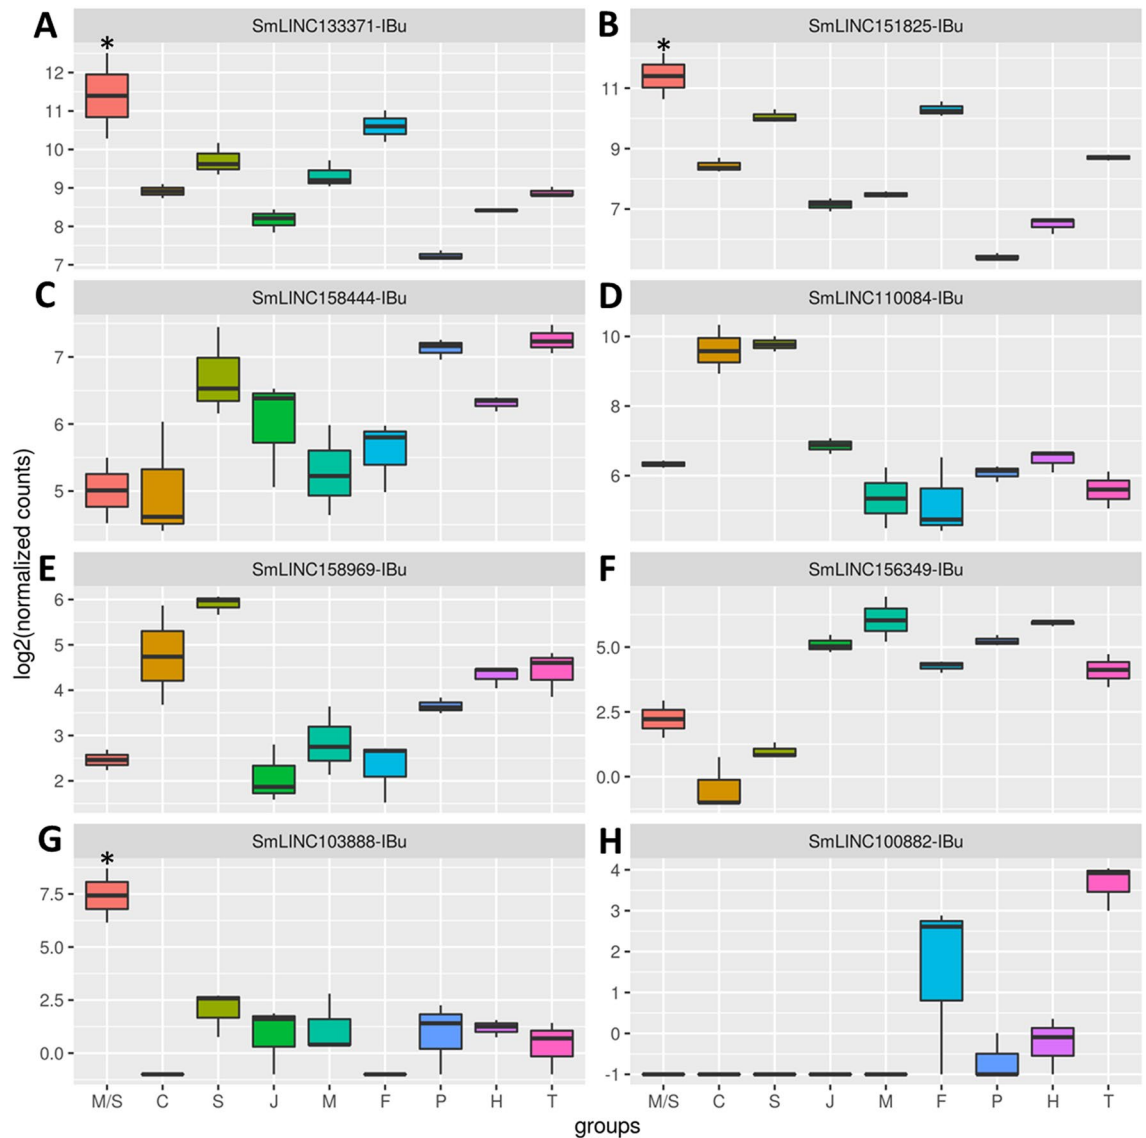 A
SmLINC133371-IBu
*
12
11
10
9
8
7
B
SmLINC151825-IBu
*
11
9
7
C
SmLINC158444-IBu
7
6
5
D
SmLINC110084-IBu
10
8
6
log2(normalized counts)
E
SmLINC158969-IBu
6
5
4
3
2
F
SmLINC156349-IBu
5.0
2.5
0.0
G
SmLINC103888-IBu
*
7.5
5.0
2.5
0.0
H
SmLINC100882-IBu
4
3
2
1
0
-1
M/S C S J M F P H T
M/S C S J M F P H T
groups